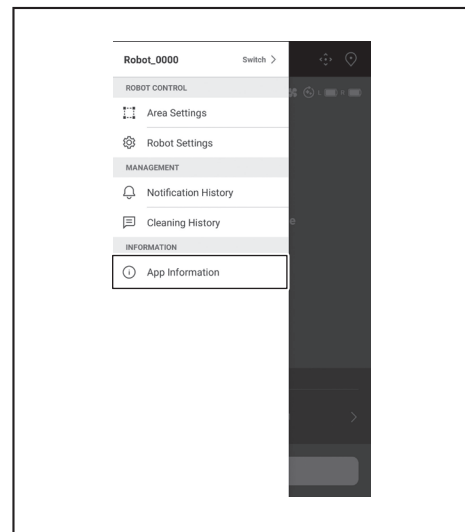 Robot_0000
Switch >
ROBOT CONTROL
Area Settings
Robot Settings
MANAGEMENT
Notification History
Cleaning History
INFORMATION
App Information